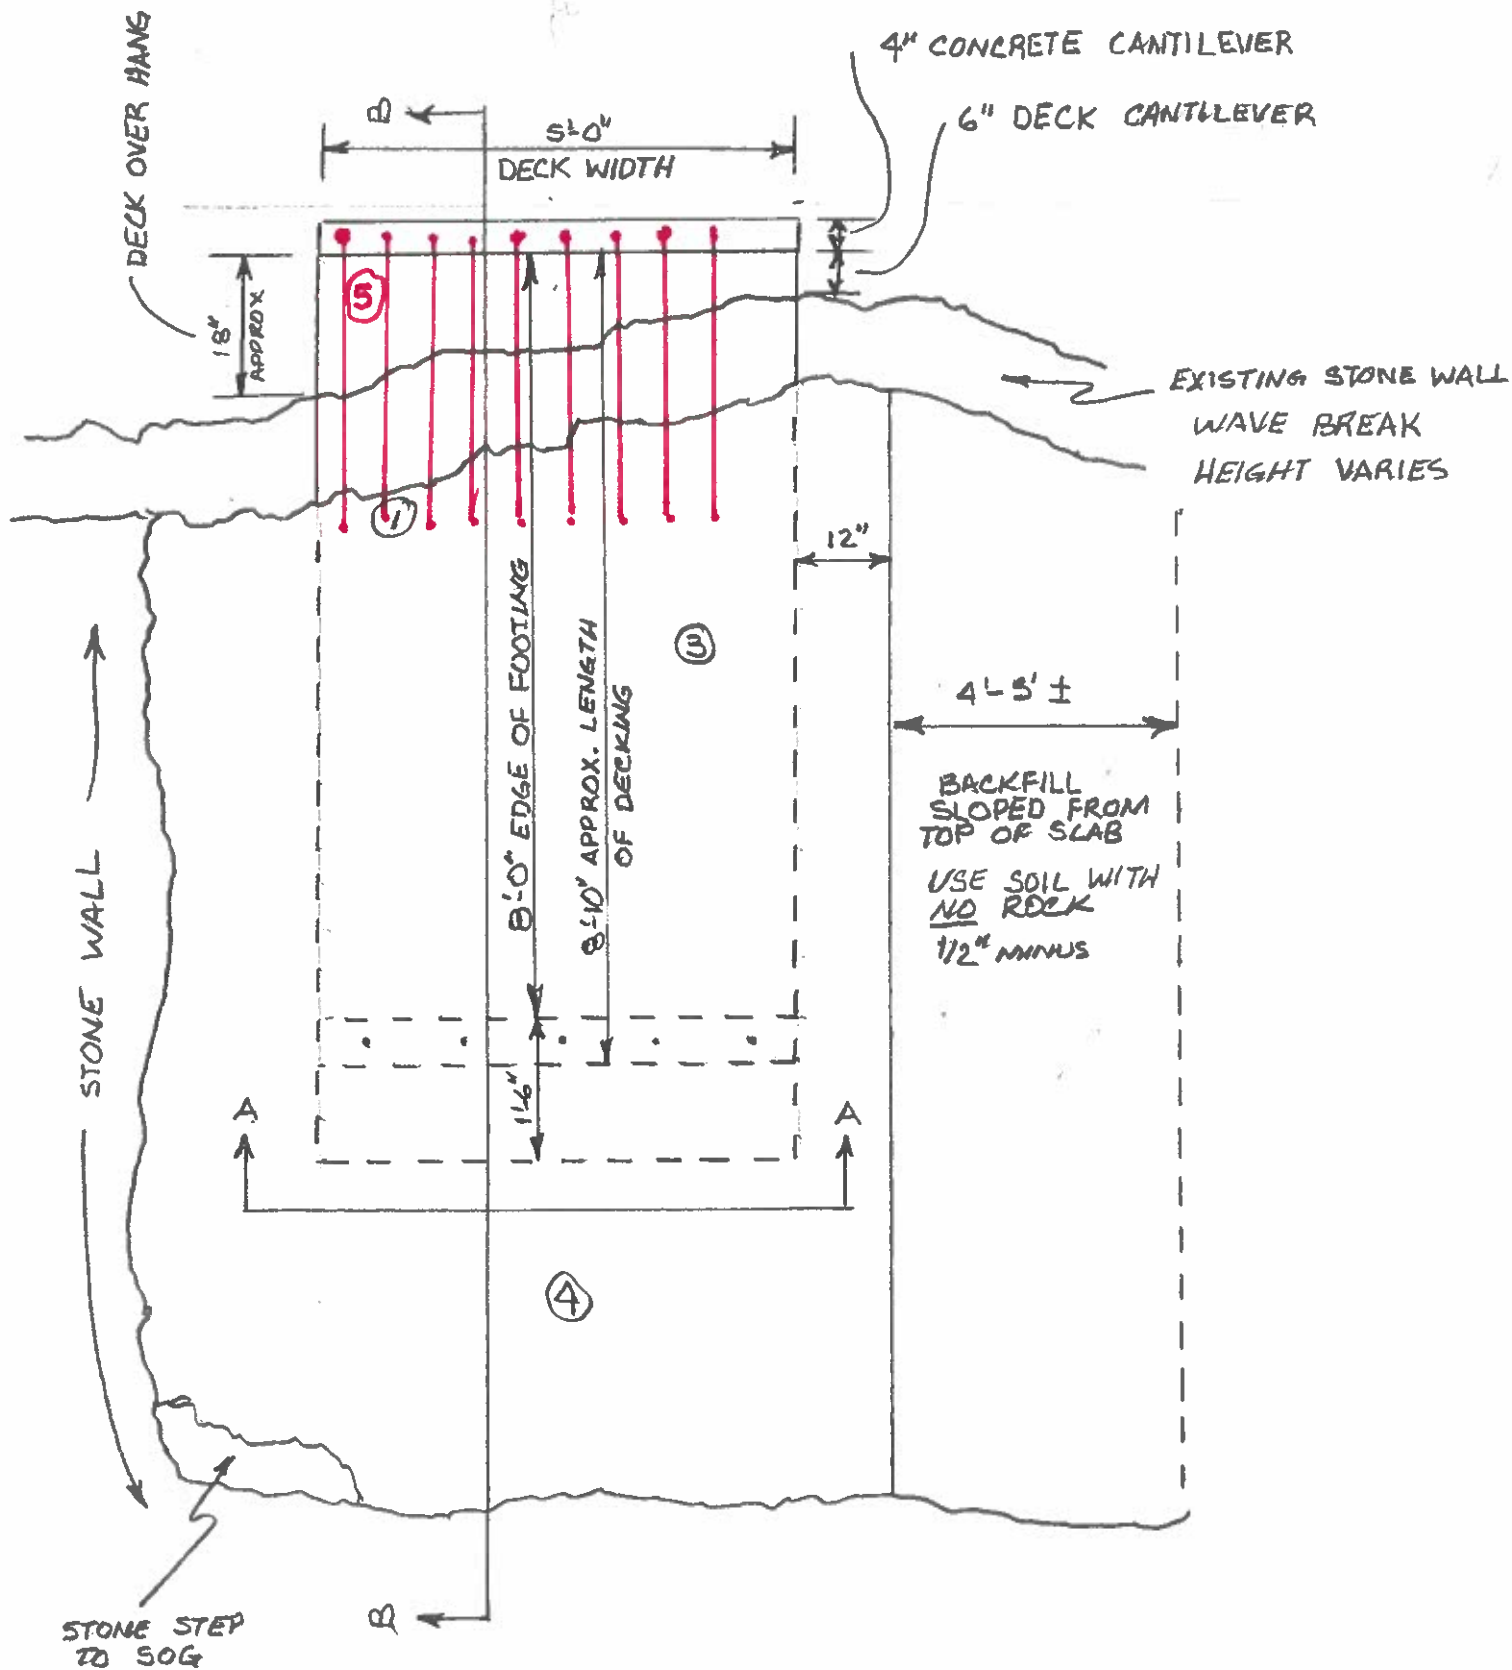 4" CONCRETE CANTILEVER
6" DECK CANTILEVER
DECK OVER HANG
B
5'-0"
DECK WIDTH
18"
APPROX
5
1
EXISTING STONE WALL
WAVE BREAK
HEIGHT VARIES
12"
8'-0" EDGE OF FOOTING
8'-10" APPROX. LENGTH
OF DECKING
3
4'-5' ±
BACKFILL
SLOPED FROM
TOP OF SLAB
USE SOIL WITH
NO ROCK
1/2" MINUS
STONE WALL
1'-6"
A
A
4
STONE STEP
TO SOG
B